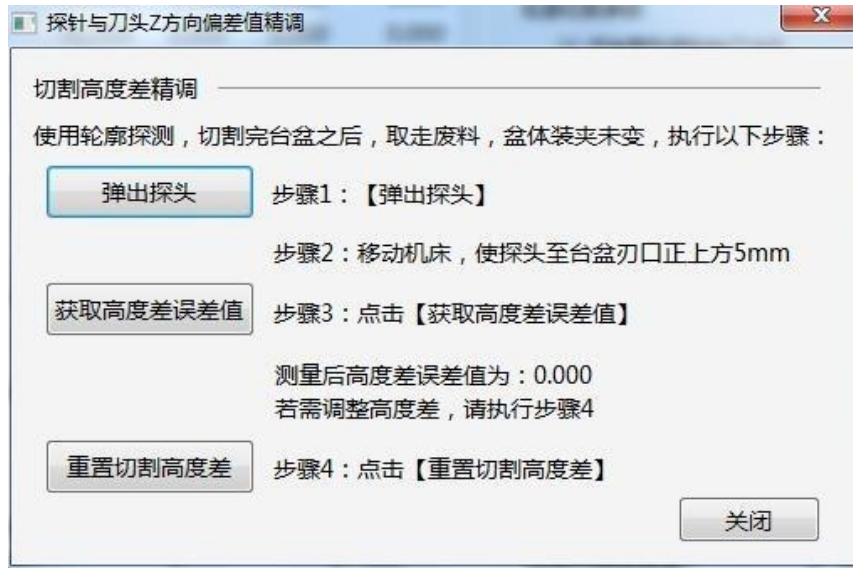 探针与刀头Z方向偏差值精调
切割高度差精调
使用轮廓探测，切割完台盆之后，取走废料，盆体装夹未变，执行以下步骤：
弹出探头 步骤1：【弹出探头】
步骤2：移动机床，使探头至台盆刃口正上方5mm
获取高度差误差值 步骤3：点击【获取高度差误差值】
测量后高度差误差值为：0.000
若需调整高度差，请执行步骤4
重置切割高度差 步骤4：点击【重置切割高度差】
关闭